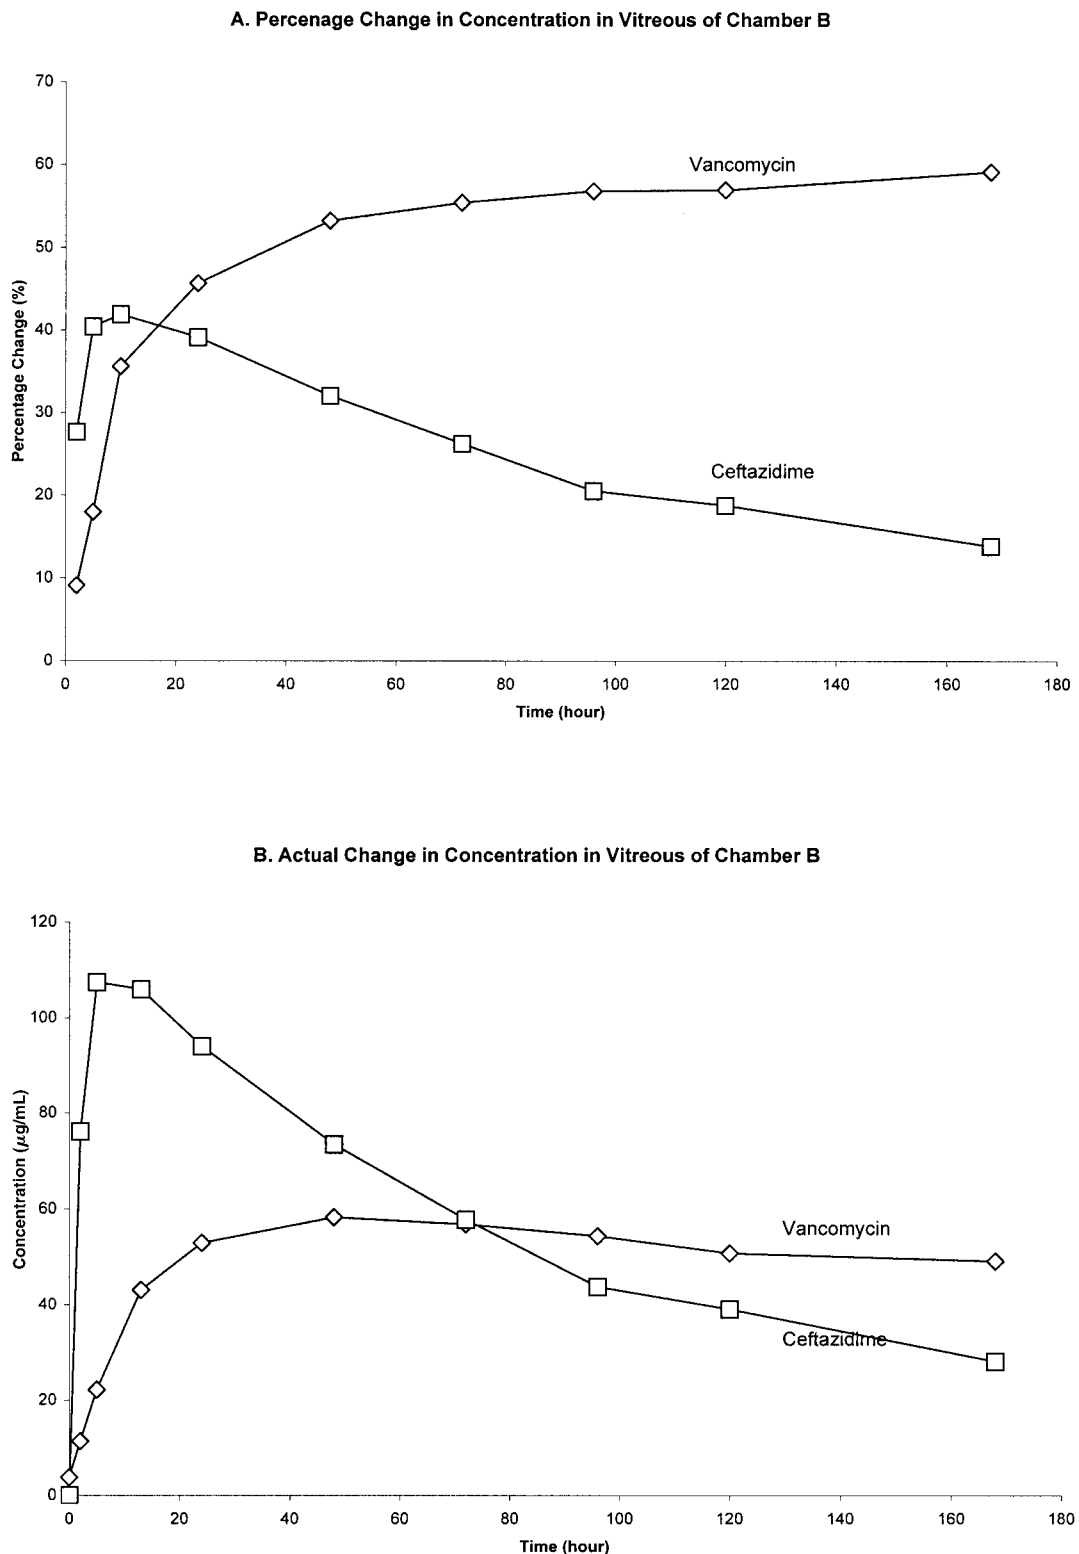 A. Percenage Change in Concentration in Vitreous of Chamber B
70
60
50
40
30
20
10
0
Percentage Change (%)
Vancomycin
Ceftazidime
0 20 40 60 80 100 120 140 160 180
Time (hour)
B. Actual Change in Concentration in Vitreous of Chamber B
120
100
80
60
40
20
0
Concentration (μg/mL)
Vancomycin
Ceftazidime
0 20 40 60 80 100 120 140 160 180
Time (hour)